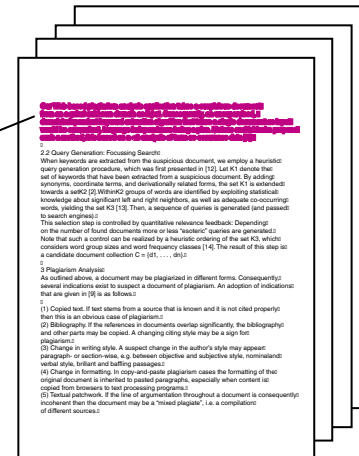 2.2 Query Generation: Focussing Search
When keywords are extracted from the suspicious document, we employ a heuristic
query generation procedure, which was first presented in [12]. Let K1 denote the
set of keywords that have been extracted from a suspicious document. By adding
synonyms, coordinate terms, and derivationally related forms, the set K1 is extended
towards a setK2 [2].WithinK2 groups of words are identified by exploiting statistical
knowledge about significant left and right neighbors, as well as adequate co-occurring
words, yielding the set K3 [13]. Then, a sequence of queries is generated (and passed
to search engines).
This selection step is controlled by quantitative relevance feedback: Depending
on the number of found documents more or less "esoteric" queries are generated.
Note that such a control can be realized by a heuristic ordering of the set K3, which
considers word group sizes and word frequency classes [14]. The result of this step is
a candidate document collection C = {d1, . . . , dn}.
3 Plagiarism Analysis
As outlined above, a document may be plagiarized in different forms. Consequently,
several indications exist to suspect a document of plagiarism. An adoption of indications
that are given in [9] is as follows.
(1) Copied text. If text stems from a source that is known and it is not cited properly
then this is an obvious case of plagiarism.
(2) Bibliography. If the references in documents overlap significantly, the bibliography
and other parts may be copied. A changing citing style may be a sign for
plagiarism.
(3) Change in writing style. A suspect change in the author's style may appear
paragraph- or section-wise, e.g. between objective and subjective style, nominaland
verbal style, brillant and baffling passages.
(4) Change in formatting. In copy-and-paste plagiarism cases the formatting of the
original document is inherited to pasted paragraphs, especially when content is
copied from browsers to text processing programs.
(5) Textual patchwork. If the line of argumentation throughout a document is consequently
incoherent then the document may be a "mixed plagiate", i.e. a compilation
of different sources.